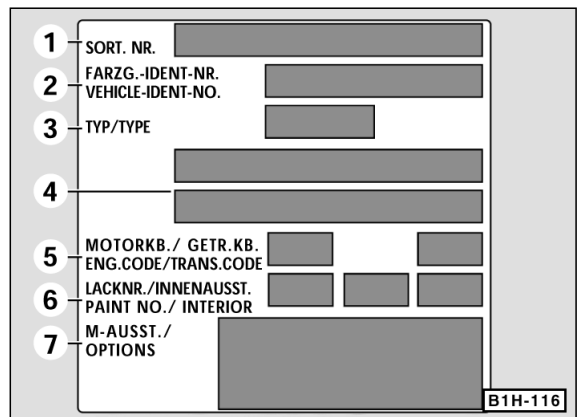 1 SORT. NR.
2 FARZG.-IDENT-NR.
VEHICLE-IDENT-NO.
3 TYP/TYPE
4
5 MOTORKB./ GETR.KB.
ENG.CODE/TRANS.CODE
6 LACKNR./INNENAUSST.
PAINT NO./ INTERIOR
7 M-AUSST./
OPTIONS
B1H-116